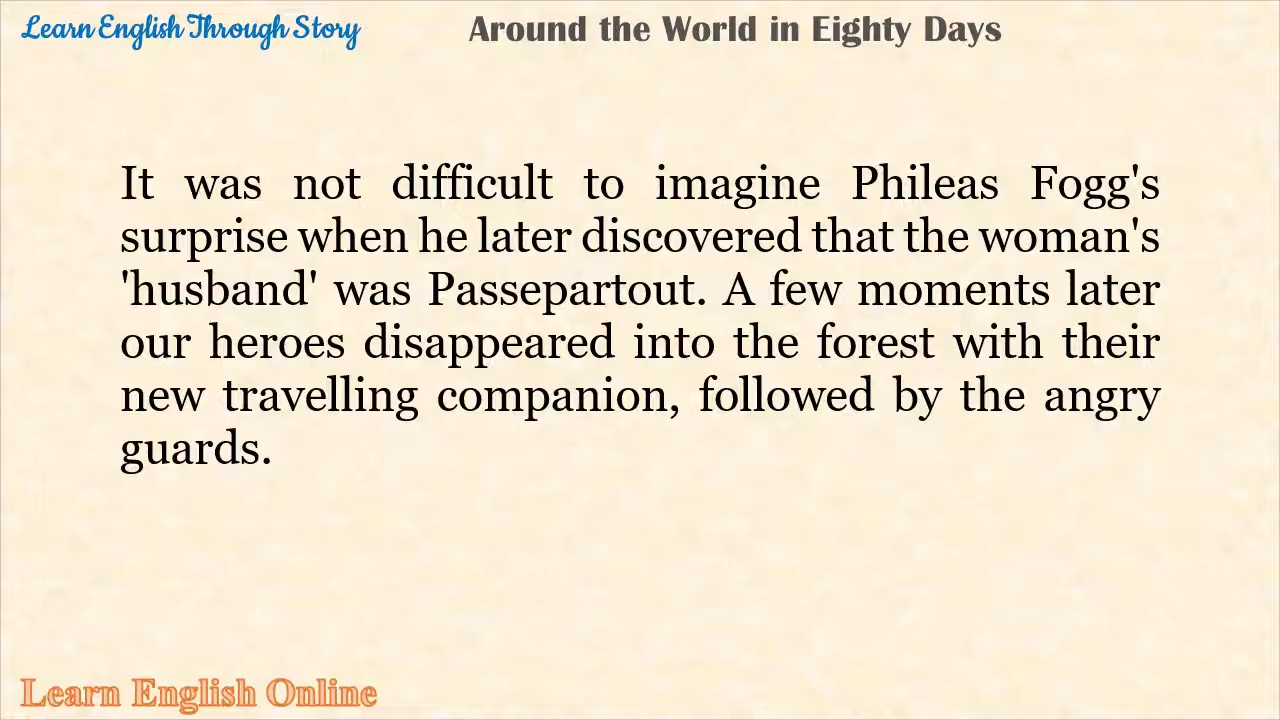 Learn English Through Story
Around the World in Eighty Days
It was not difficult to imagine Phileas Fogg's
surprise when he later discovered that the woman's
'husband' was Passepartout. A few moments later
our heroes disappeared into the forest with their
new travelling companion, followed by the angry
guards.
Learn English Online